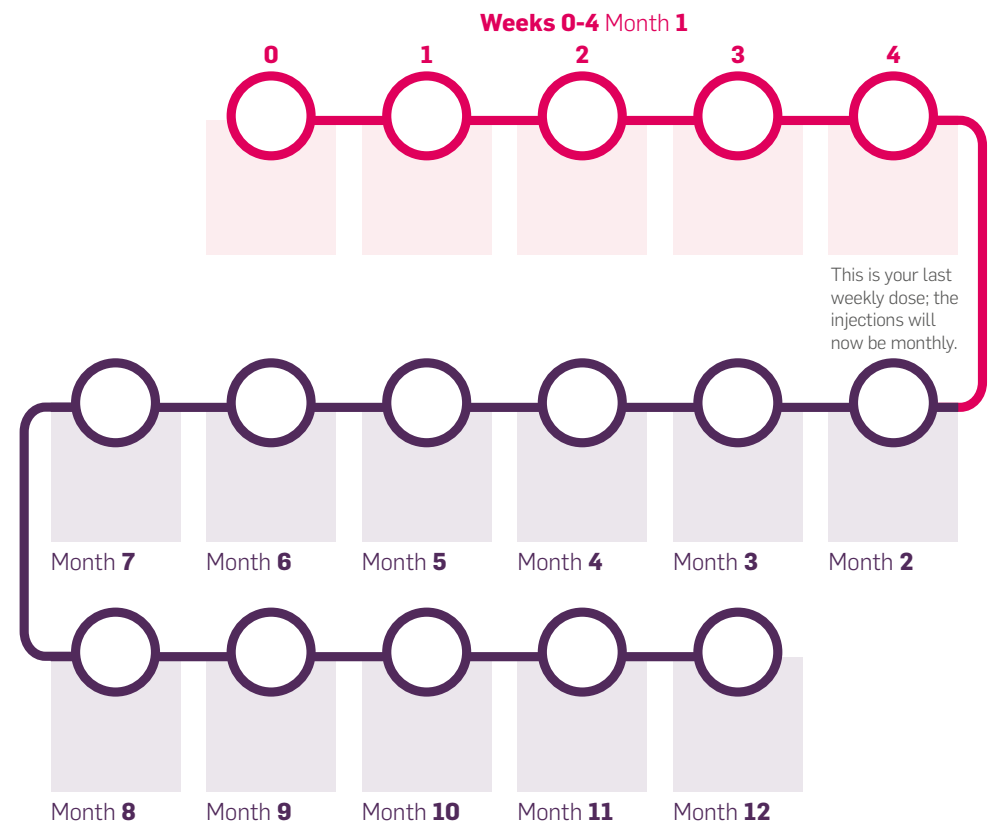 Weeks 0-4 Month 1
0 1 2 3 4
This is your last
weekly dose; the
injections will
now be monthly.
Month 7 Month 6 Month 5 Month 4 Month 3 Month 2
Month 8 Month 9 Month 10 Month 11 Month 12